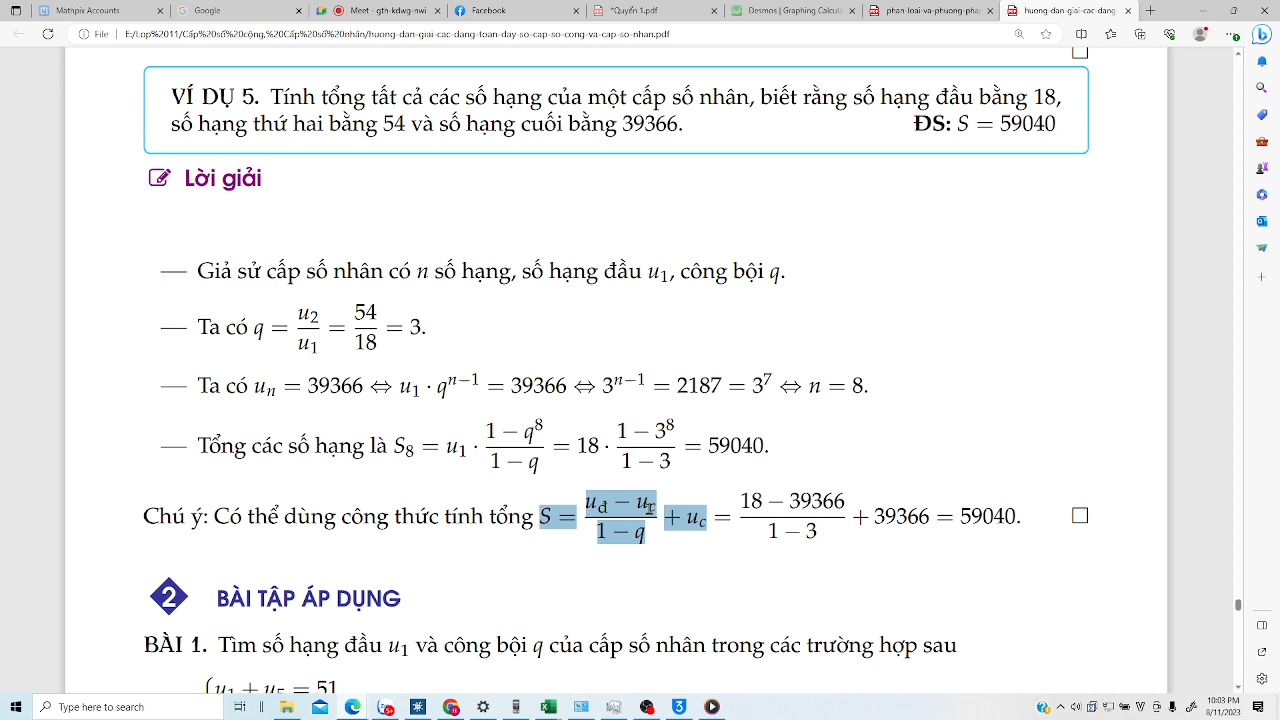 Mathpix Accounts
Google
Meet - gfh-kdwg-nwi
Facebook
"Quyển 1.pdf
Desmos | Graphing Calcula
phan-loai-va-phuong-phap
huong-dan-giai-cac-dang-
File | E:/Lop%2011/Cấp%20số%20cộng,%20Cấp%20số%20nhân/huong-dan-giai-cac-dang-toan-day-so-cap-so-cong-va-cap-so-nhan.pdf
VÍ DỤ 5. Tính tổng tất cả các số hạng của một cấp số nhân, biết rằng số hạng đầu bằng 18,
số hạng thứ hai bằng 54 và số hạng cuối bằng 39366. ĐS: S = 59040
Lời giải
— Giả sử cấp số nhân có n số hạng, số hạng đầu u₁, công bội q.
— Ta có q = u₂/u₁ = 54/18 = 3.
— Ta có uₙ = 39366 ⇔ u₁ · qⁿ⁻¹ = 39366 ⇔ 3ⁿ⁻¹ = 2187 = 3⁷ ⇔ n = 8.
— Tổng các số hạng là S₈ = u₁ · (1 − q⁸)/(1 − q) = 18 · (1 − 3⁸)/(1 − 3) = 59040.
Chú ý: Có thể dùng công thức tính tổng S = (u_đ − u_c)/(1 − q) + u_c = (18 − 39366)/(1 − 3) + 39366 = 59040. □
2 BÀI TẬP ÁP DỤNG
BÀI 1. Tìm số hạng đầu u₁ và công bội q của cấp số nhân trong các trường hợp sau
{u₁ + u₅ = 51
Type here to search
10:03 PM
8/11/2023